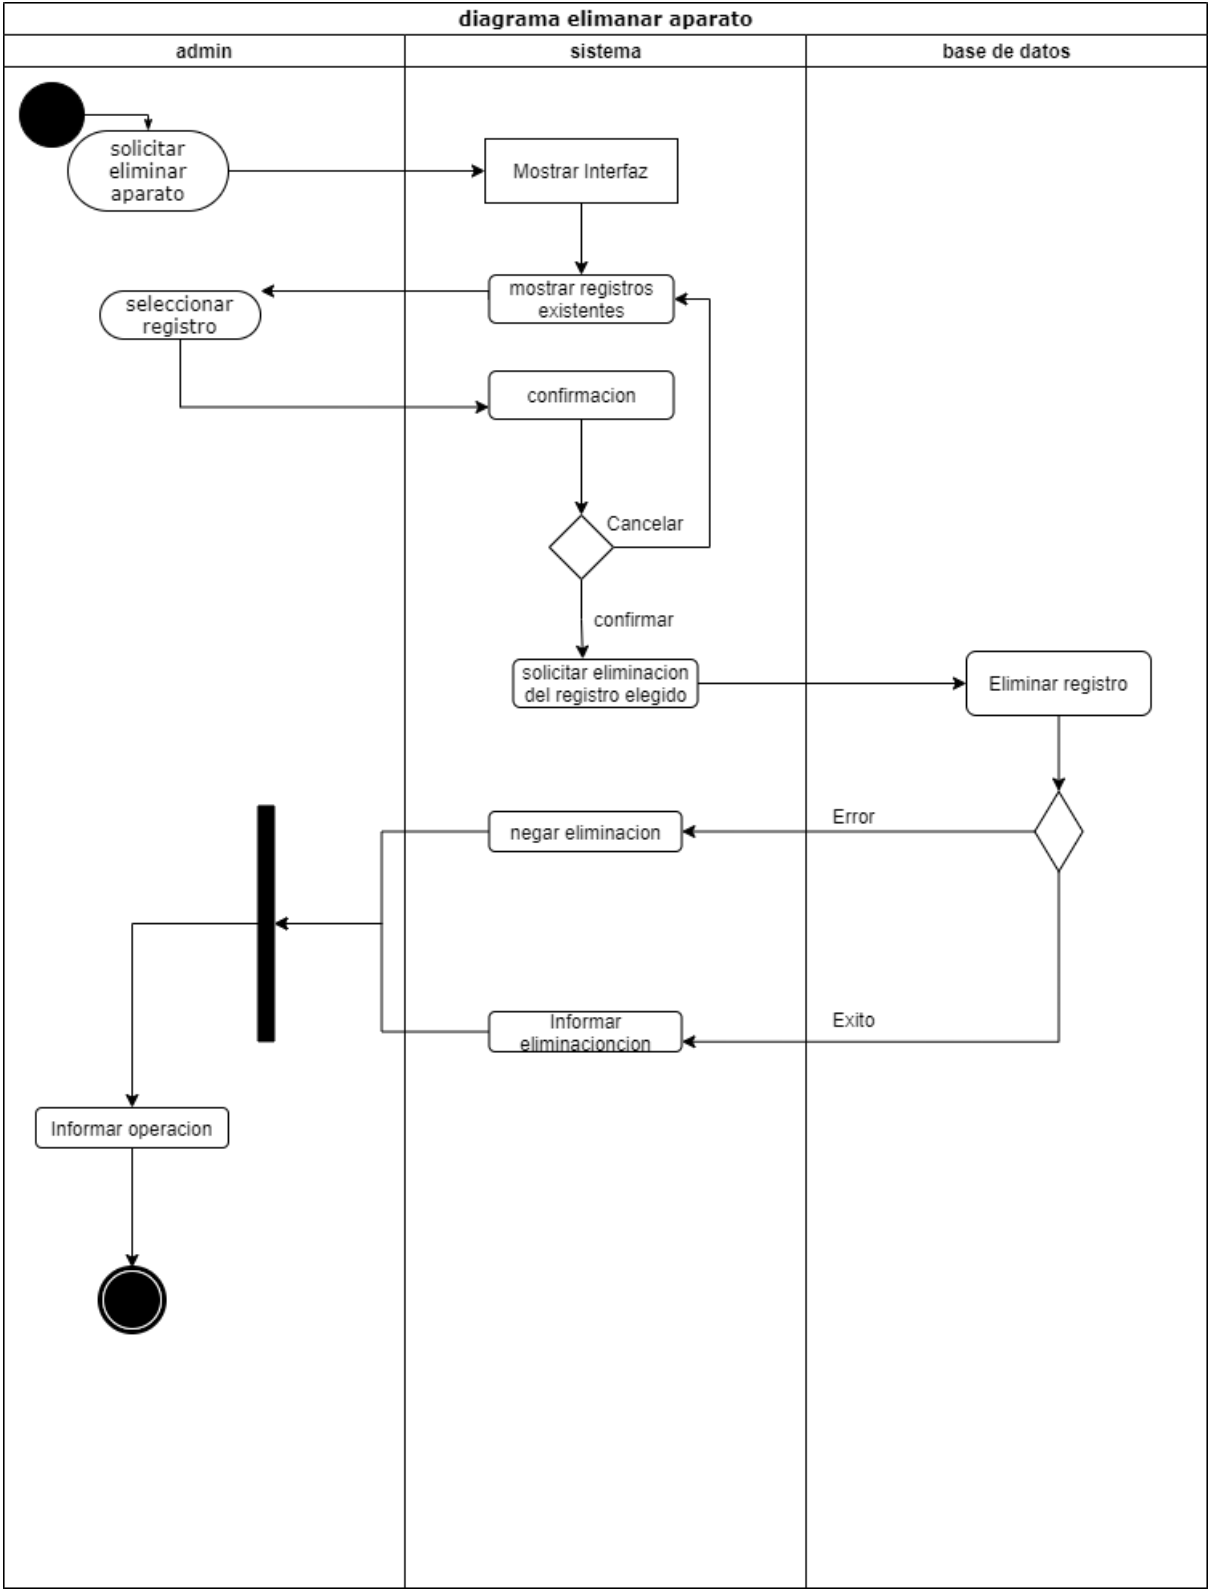 diagrama elimanar aparato
admin
sistema
base de datos
solicitar
eliminar
aparato
Mostrar Interfaz
mostrar registros
existentes
seleccionar
registro
confirmacion
Cancelar
confirmar
solicitar eliminacion
del registro elegido
Eliminar registro
Error
negar eliminacion
Exito
Informar
eliminacioncion
Informar operacion